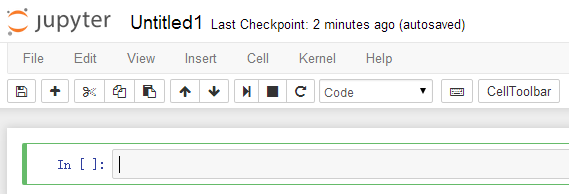 jupyter Untitled1 Last Checkpoint: 2 minutes ago (autosaved)
File Edit View Insert Cell Kernel Help
Code CellToolbar
In [ ]: